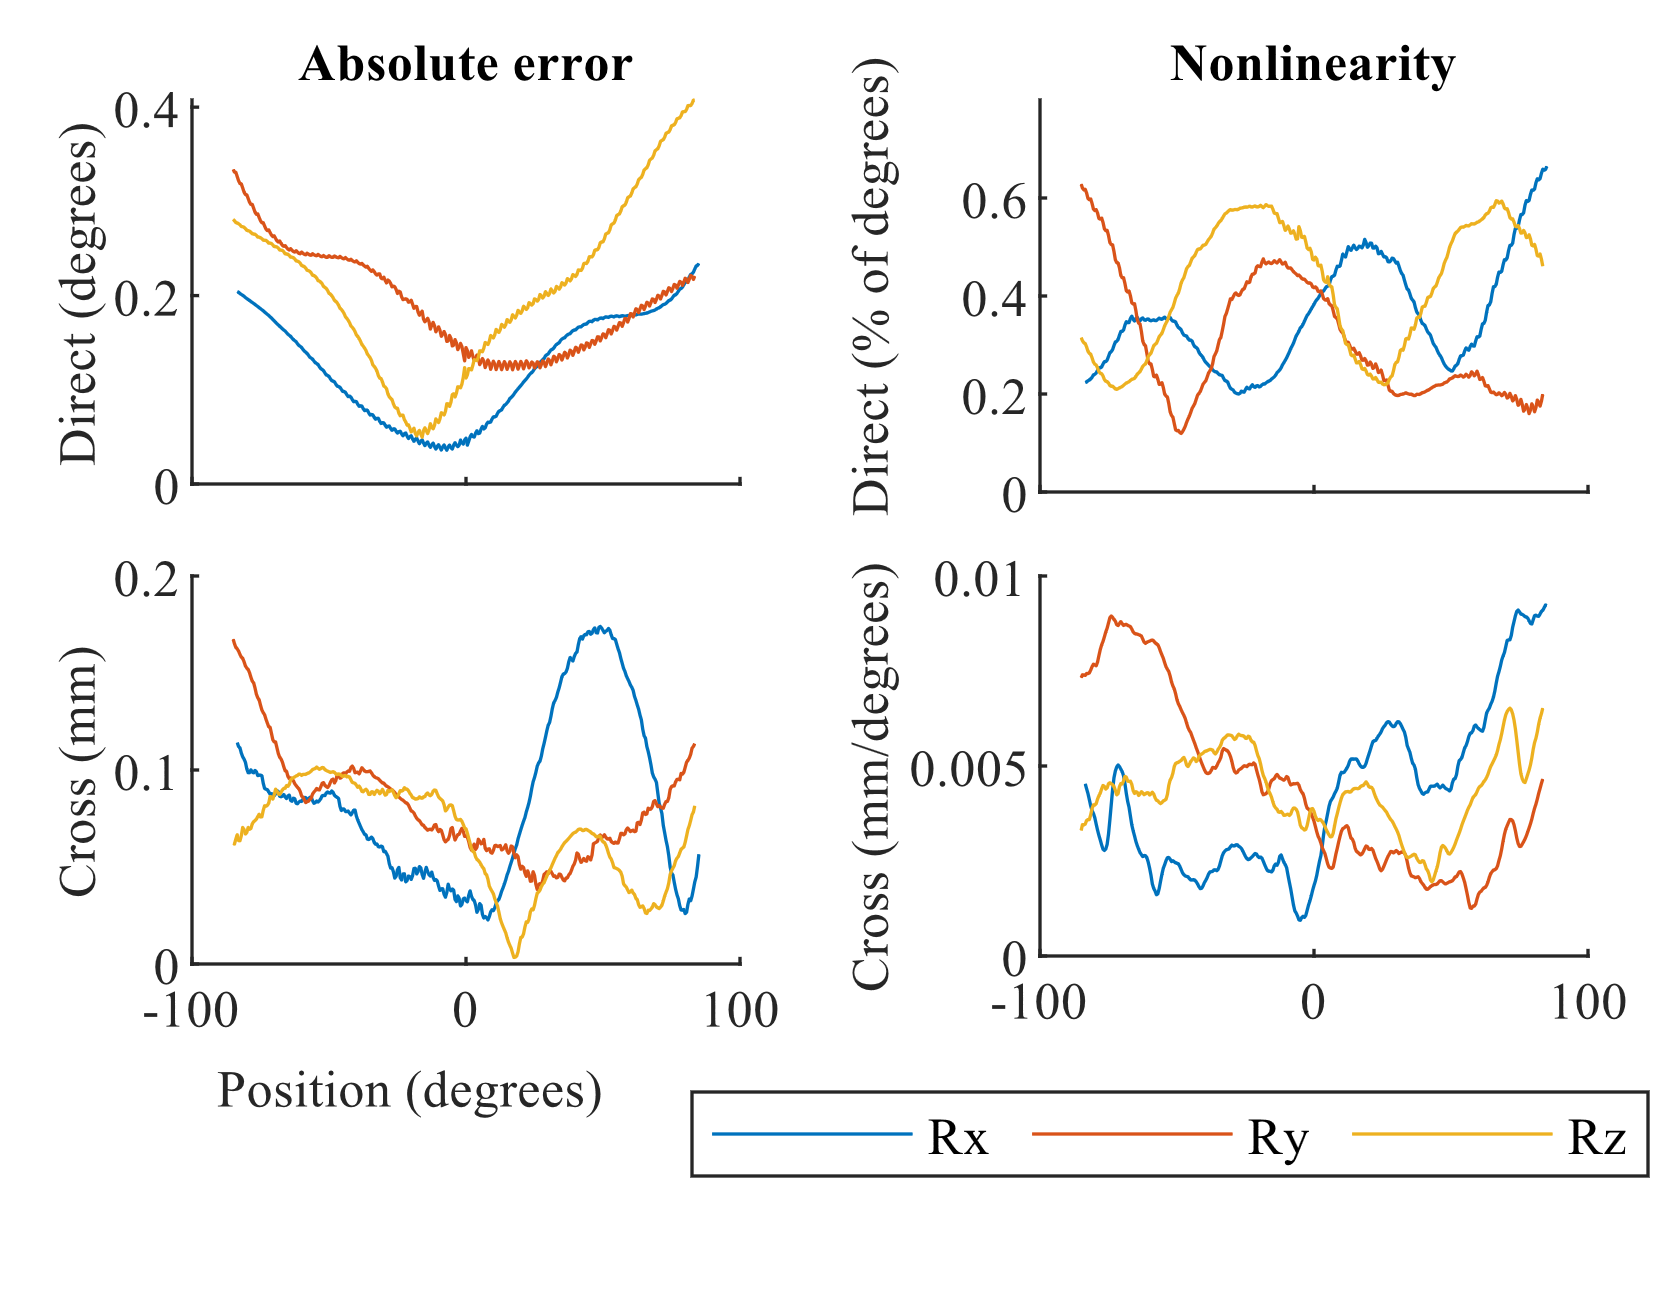 Absolute error
Direct (degrees)
0.4
0.2
0
Nonlinearity
Direct (% of degrees)
0.6
0.4
0.2
0
Cross (mm)
0.2
0.1
0
-100 0 100
Position (degrees)
Cross (mm/degrees)
0.01
0.005
0
-100 0 100
Rx Ry Rz